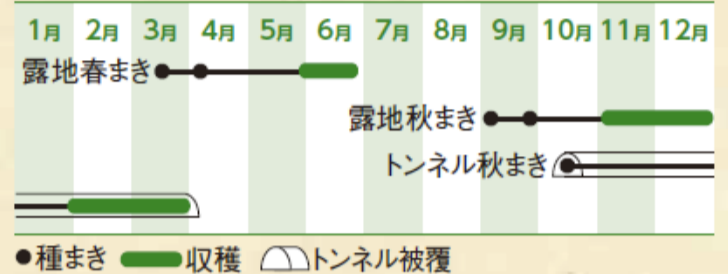 1月 2月 3月 4月 5月 6月 7月 8月 9月 10月 11月 12月
露地春まき
露地秋まき
トンネル秋まき
種まき 収穫 トンネル被覆